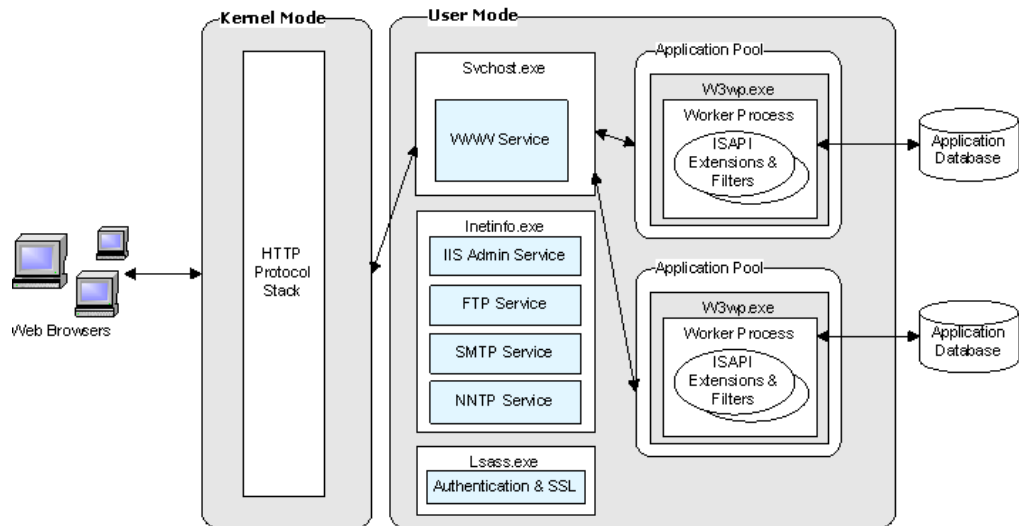 Kernel Mode
User Mode
Web Browsers
HTTP
Protocol
Stack
Svchost.exe
WWW Service
Inetinfo.exe
IIS Admin Service
FTP Service
SMTP Service
NNTP Service
Lsass.exe
Authentication & SSL
Application Pool
W3wp.exe
Worker Process
ISAPI
Extensions &
Filters
Application
Database
Application Pool
W3wp.exe
Worker Process
ISAPI
Extensions &
Filters
Application
Database